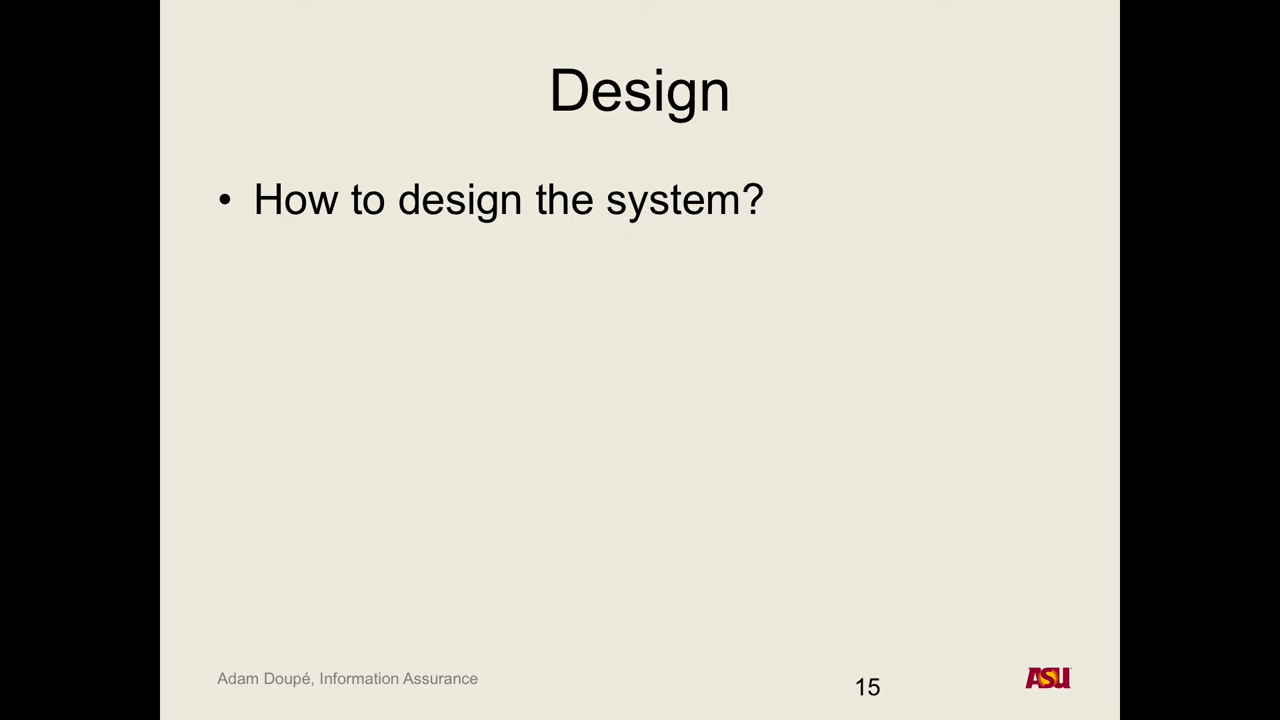 Design
• How to design the system?
Adam Doupé, Information Assurance
15
ASU